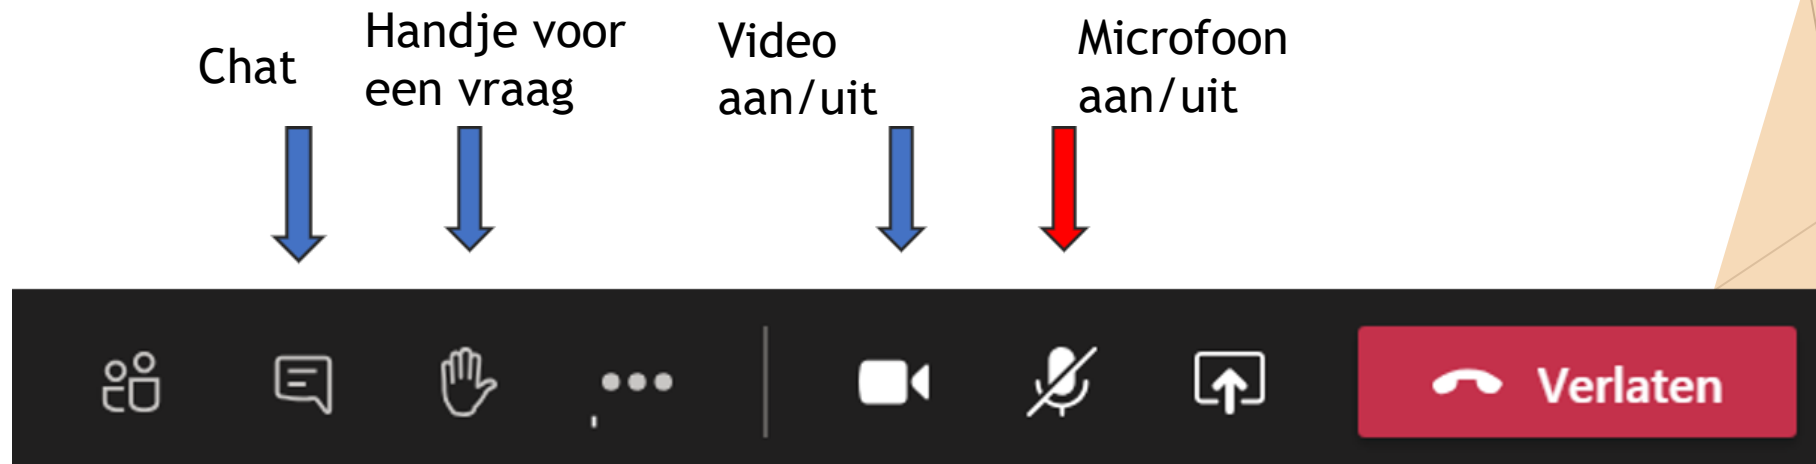 Chat
Handje voor
een vraag
Video
aan/uit
Microfoon
aan/uit
Verlaten